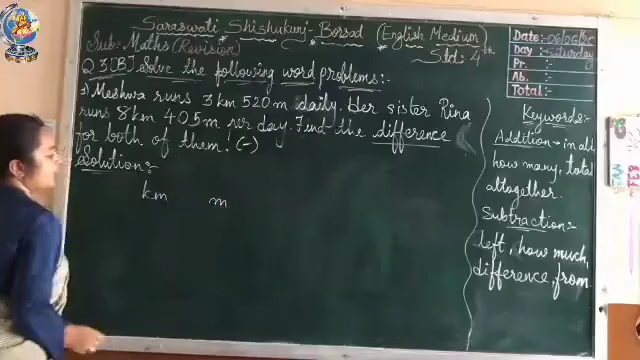 Saraswati Shishukunj-Borsad (English Medium)
Sub:- Maths (Revision)
Std:- 4th
Date:- 06/06/20
Day:- Saturday
Pr. :-
Ab. :-
Total:-
Q.3[B] Solve the following word problems:-
1) Meshwa runs 3 km 520 m daily. Her sister Rina
runs 8 km 405 m per day. Find the difference
for both of them. (-)
Solution:-
km m
Keywords:-
Addition → in all
how many, total
altogether.
Subtraction:-
left, how much,
difference, from.
JAN
FEB